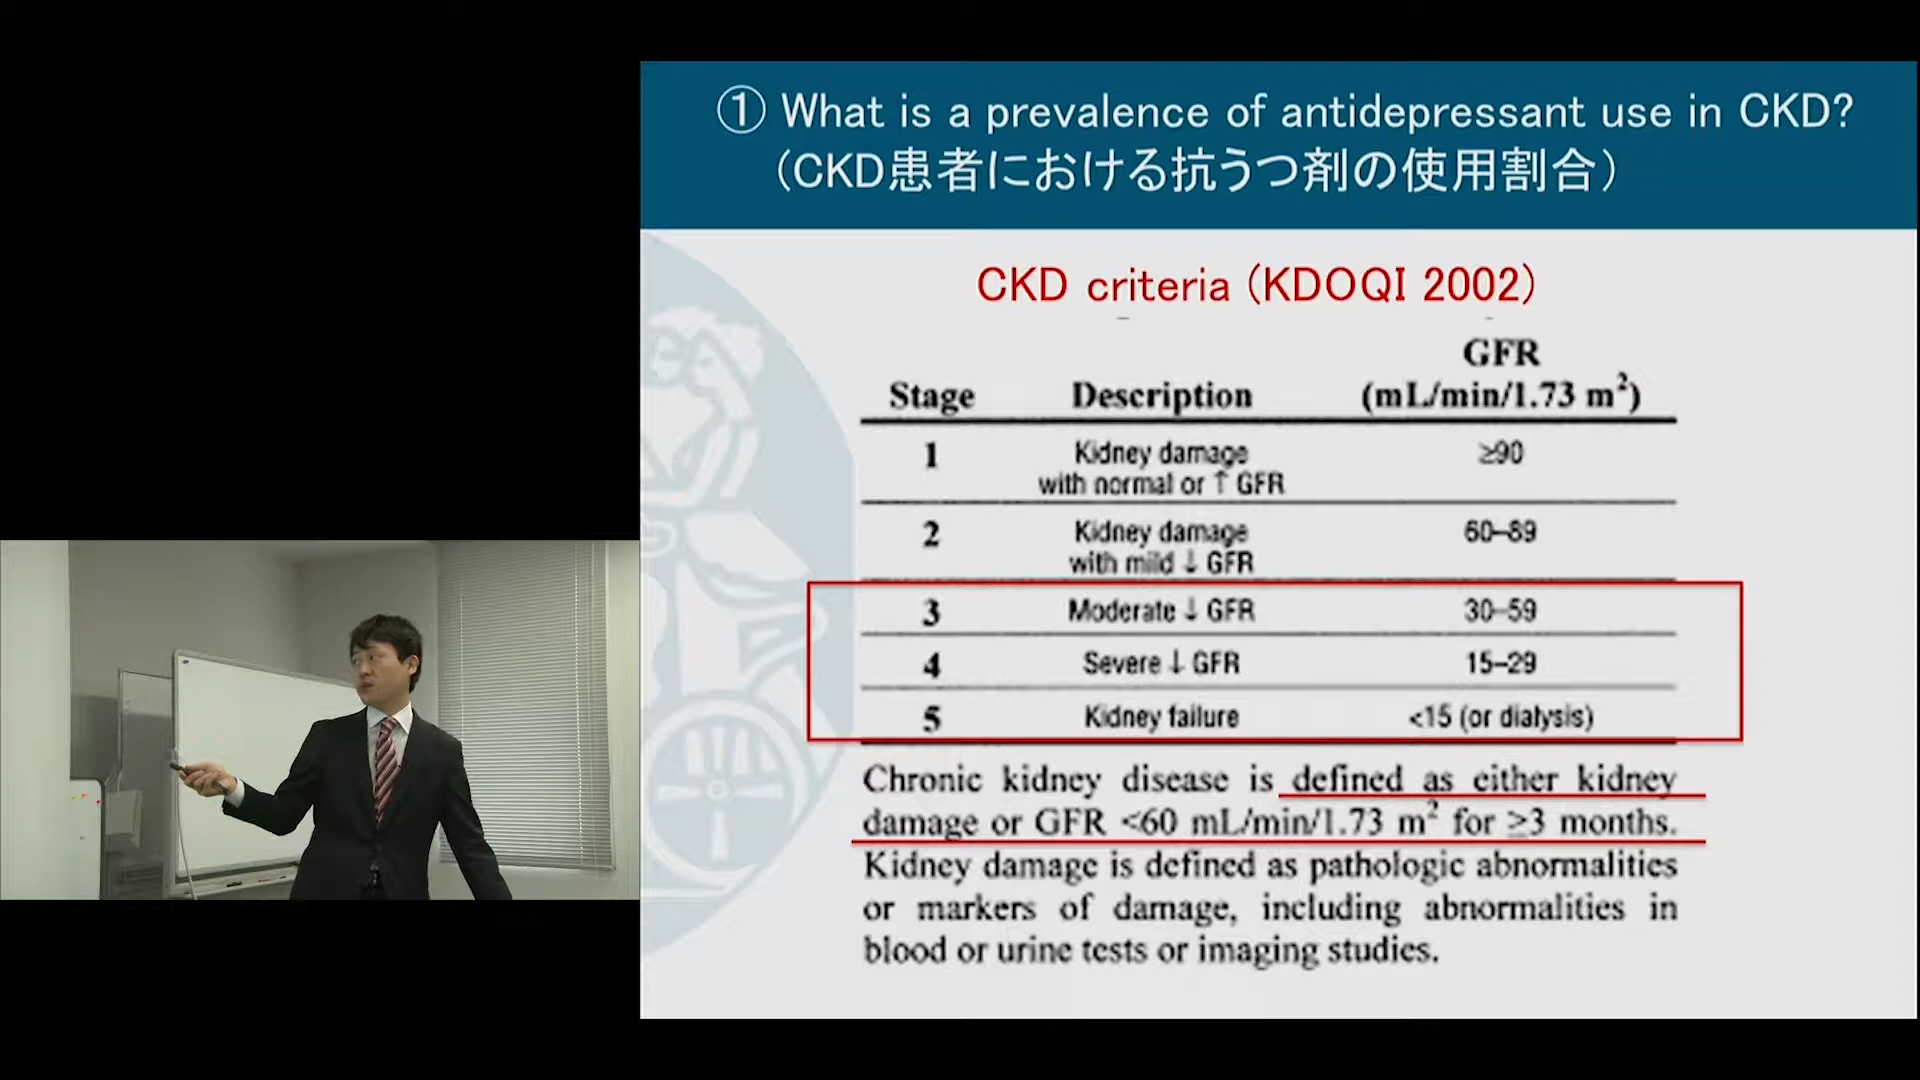 ① What is a prevalence of antidepressant use in CKD?
(CKD患者における抗うつ剤の使用割合)
CKD criteria (KDOQI 2002)
Stage Description GFR (mL/min/1.73 m²)
1 Kidney damage with normal or ↑ GFR ≥90
2 Kidney damage with mild ↓ GFR 60–89
3 Moderate ↓ GFR 30–59
4 Severe ↓ GFR 15–29
5 Kidney failure <15 (or dialysis)
Chronic kidney disease is defined as either kidney
damage or GFR <60 mL/min/1.73 m² for ≥3 months.
Kidney damage is defined as pathologic abnormalities
or markers of damage, including abnormalities in
blood or urine tests or imaging studies.